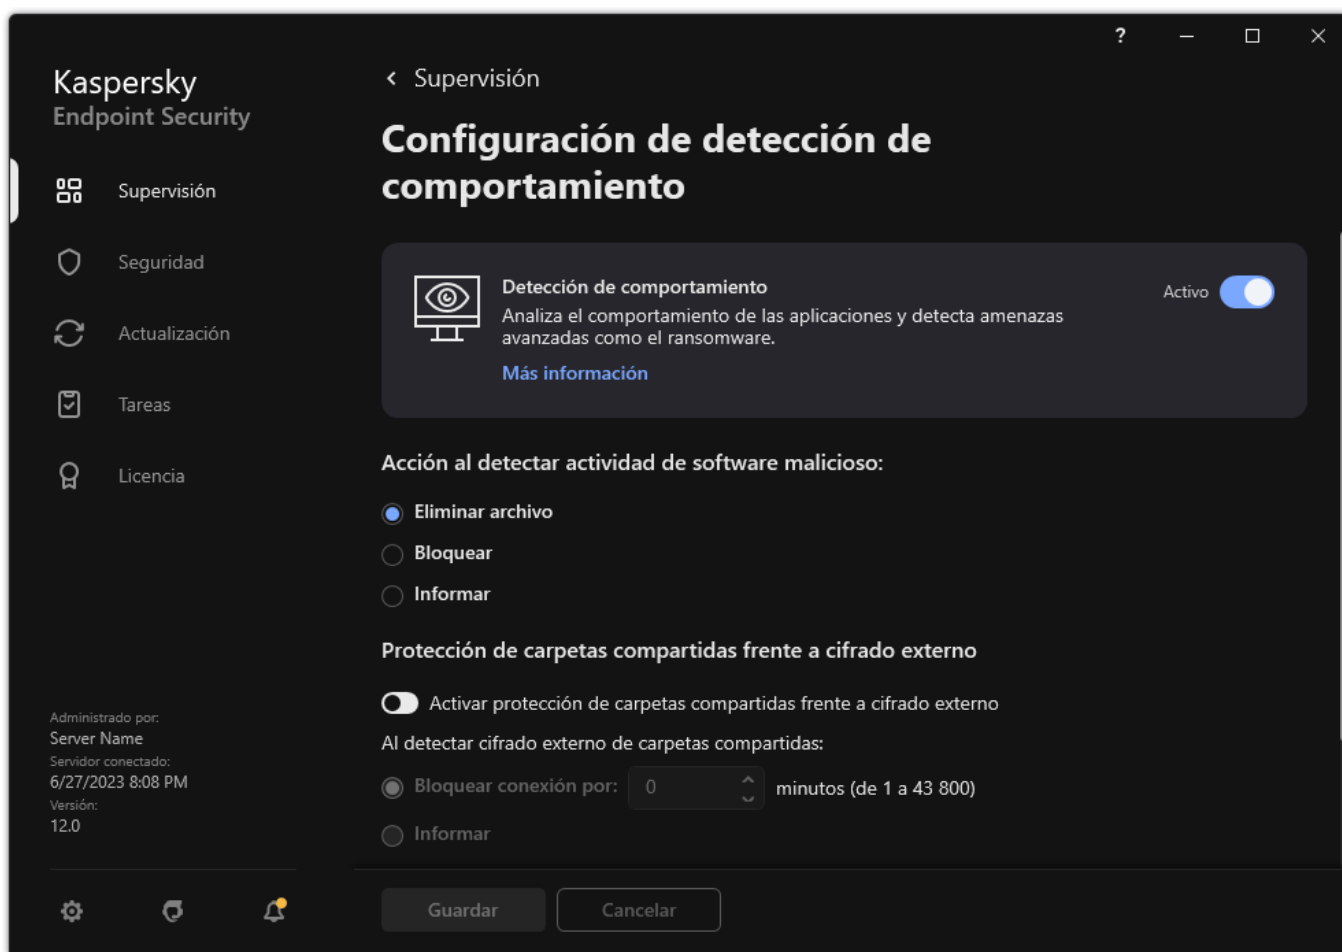 ?
Kaspersky
Endpoint Security
Supervisión
Seguridad
Actualización
Tareas
Licencia
Administrado por:
Server Name
Servidor conectado:
6/27/2023 8:08 PM
Versión:
12.0
Supervisión
Configuración de detección de
comportamiento
Detección de comportamiento
Activo
Analiza el comportamiento de las aplicaciones y detecta amenazas
avanzadas como el ransomware.
Más información
Acción al detectar actividad de software malicioso:
Eliminar archivo
Bloquear
Informar
Protección de carpetas compartidas frente a cifrado externo
Activar protección de carpetas compartidas frente a cifrado externo
Al detectar cifrado externo de carpetas compartidas:
Bloquear conexión por: 0 minutos (de 1 a 43 800)
Informar
Guardar Cancelar